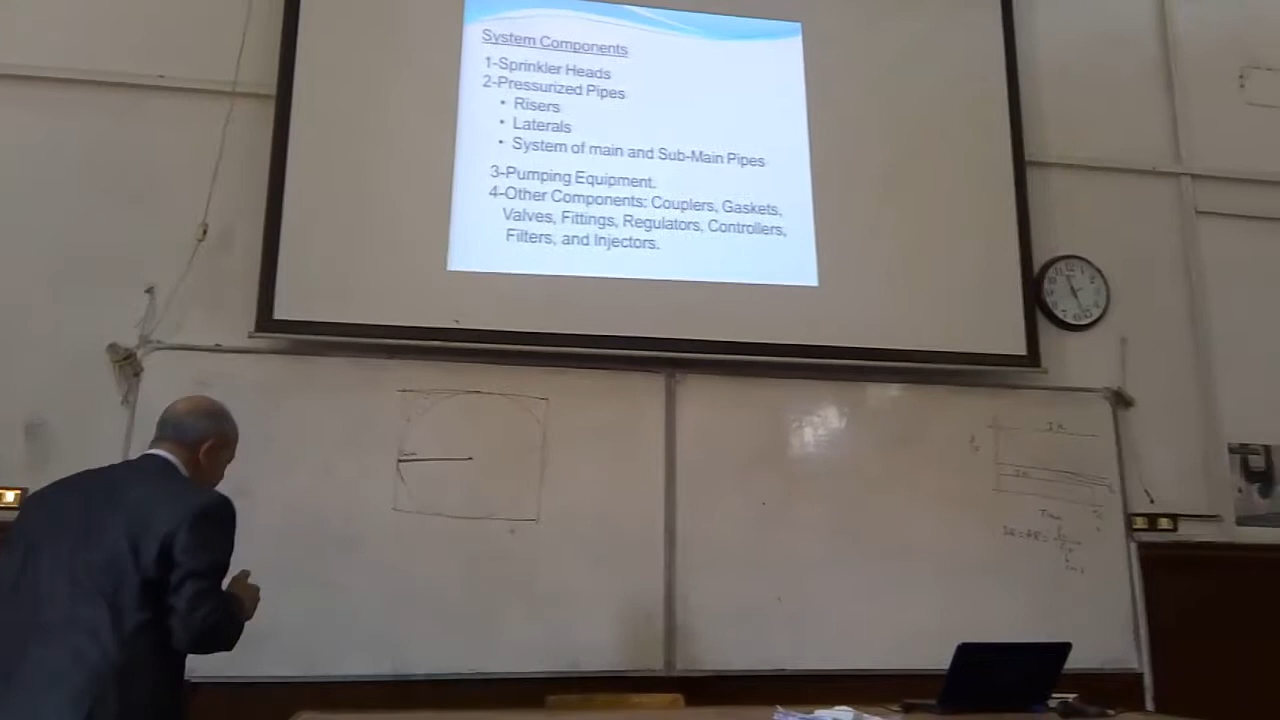 System Components
1-Sprinkler Heads
2-Pressurized Pipes
• Risers
• Laterals
• System of main and Sub-Main Pipes
3-Pumping Equipment.
4-Other Components: Couplers, Gaskets,
Valves, Fittings, Regulators, Controllers,
Filters, and Injectors.